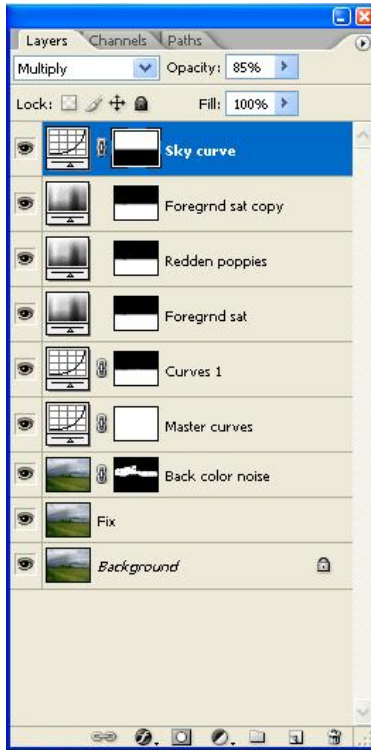 Layers Channels Paths
Multiply Opacity: 85%
Lock: Fill: 100%
Sky curve
Foregrnd sat copy
Redden poppies
Foregrnd sat
Curves 1
Master curves
Back color noise
Fix
Background